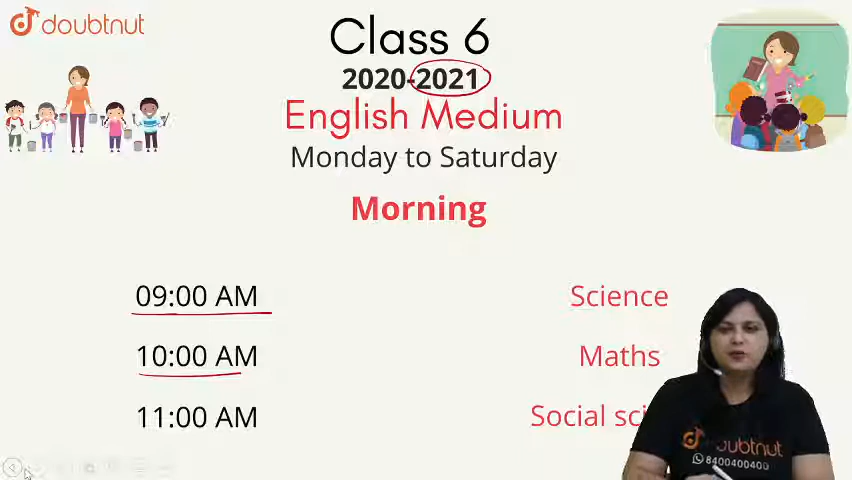 doubtnut
Class 6
2020-2021
English Medium
Monday to Saturday
Morning
09:00 AM Science
10:00 AM Maths
11:00 AM Social
doubtnut
8400400400